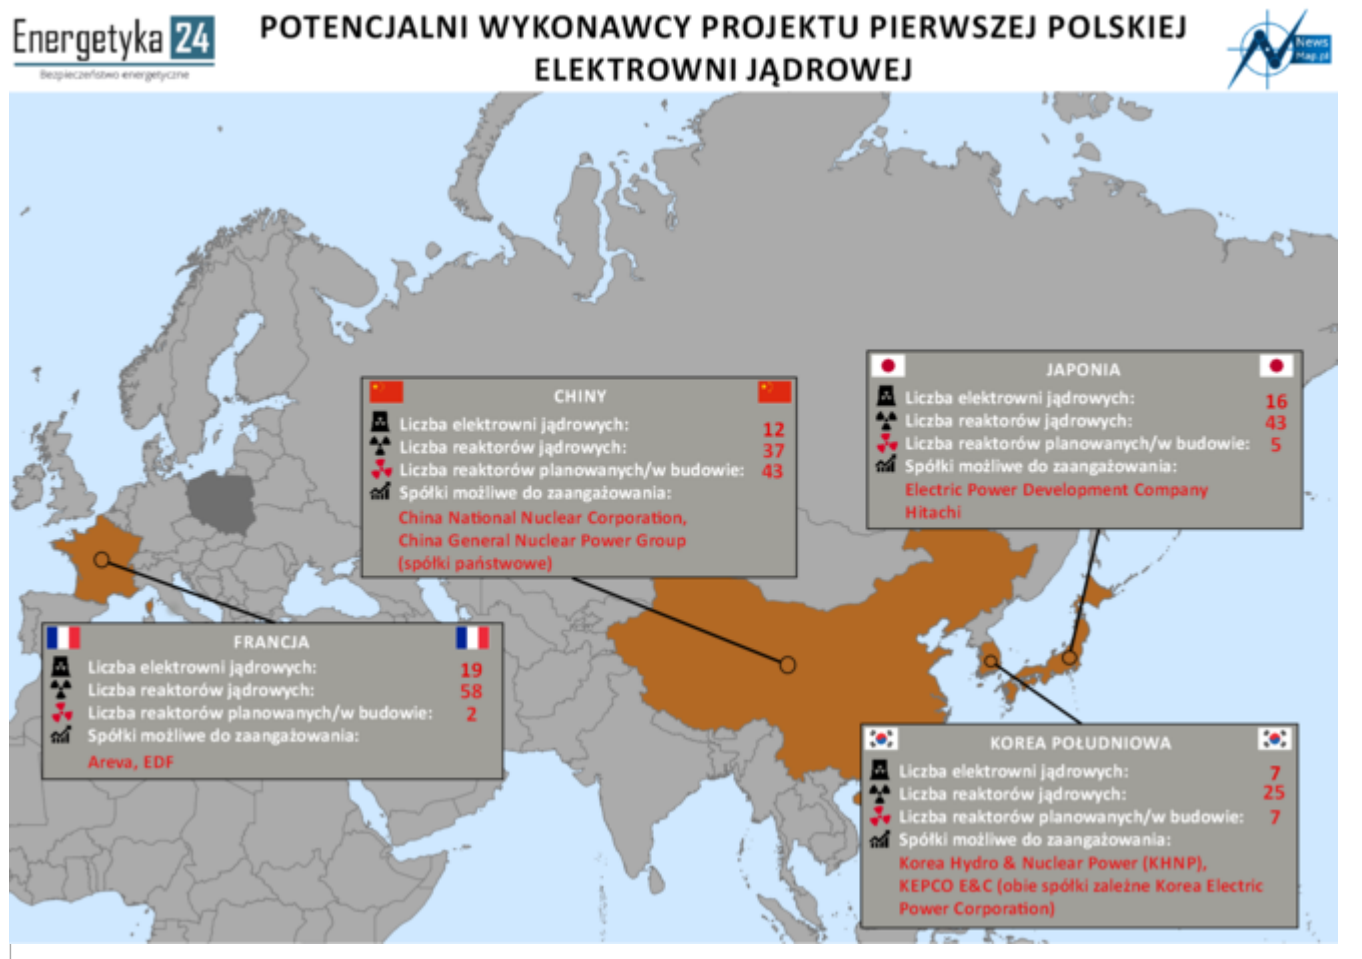 Energetyka 24
Bezpieczeństwo energetyczne
POTENCJALNI WYKONAWCY PROJEKTU PIERWSZEJ POLSKIEJ
ELEKTROWNI JĄDROWEJ
News
Map.pl
CHINY
Liczba elektrowni jądrowych: 12
Liczba reaktorów jądrowych: 37
Liczba reaktorów planowanych/w budowie: 43
Spółki możliwe do zaangażowania:
China National Nuclear Corporation,
China General Nuclear Power Group
(spółki państwowe)
JAPONIA
Liczba elektrowni jądrowych: 16
Liczba reaktorów jądrowych: 43
Liczba reaktorów planowanych/w budowie: 5
Spółki możliwe do zaangażowania:
Electric Power Development Company
Hitachi
FRANCJA
Liczba elektrowni jądrowych: 19
Liczba reaktorów jądrowych: 58
Liczba reaktorów planowanych/w budowie: 2
Spółki możliwe do zaangażowania:
Areva, EDF
KOREA POŁUDNIOWA
Liczba elektrowni jądrowych: 7
Liczba reaktorów jądrowych: 25
Liczba reaktorów planowanych/w budowie: 7
Spółki możliwe do zaangażowania:
Korea Hydro & Nuclear Power (KHNP),
KEPCO E&C (obie spółki zależne Korea Electric
Power Corporation)